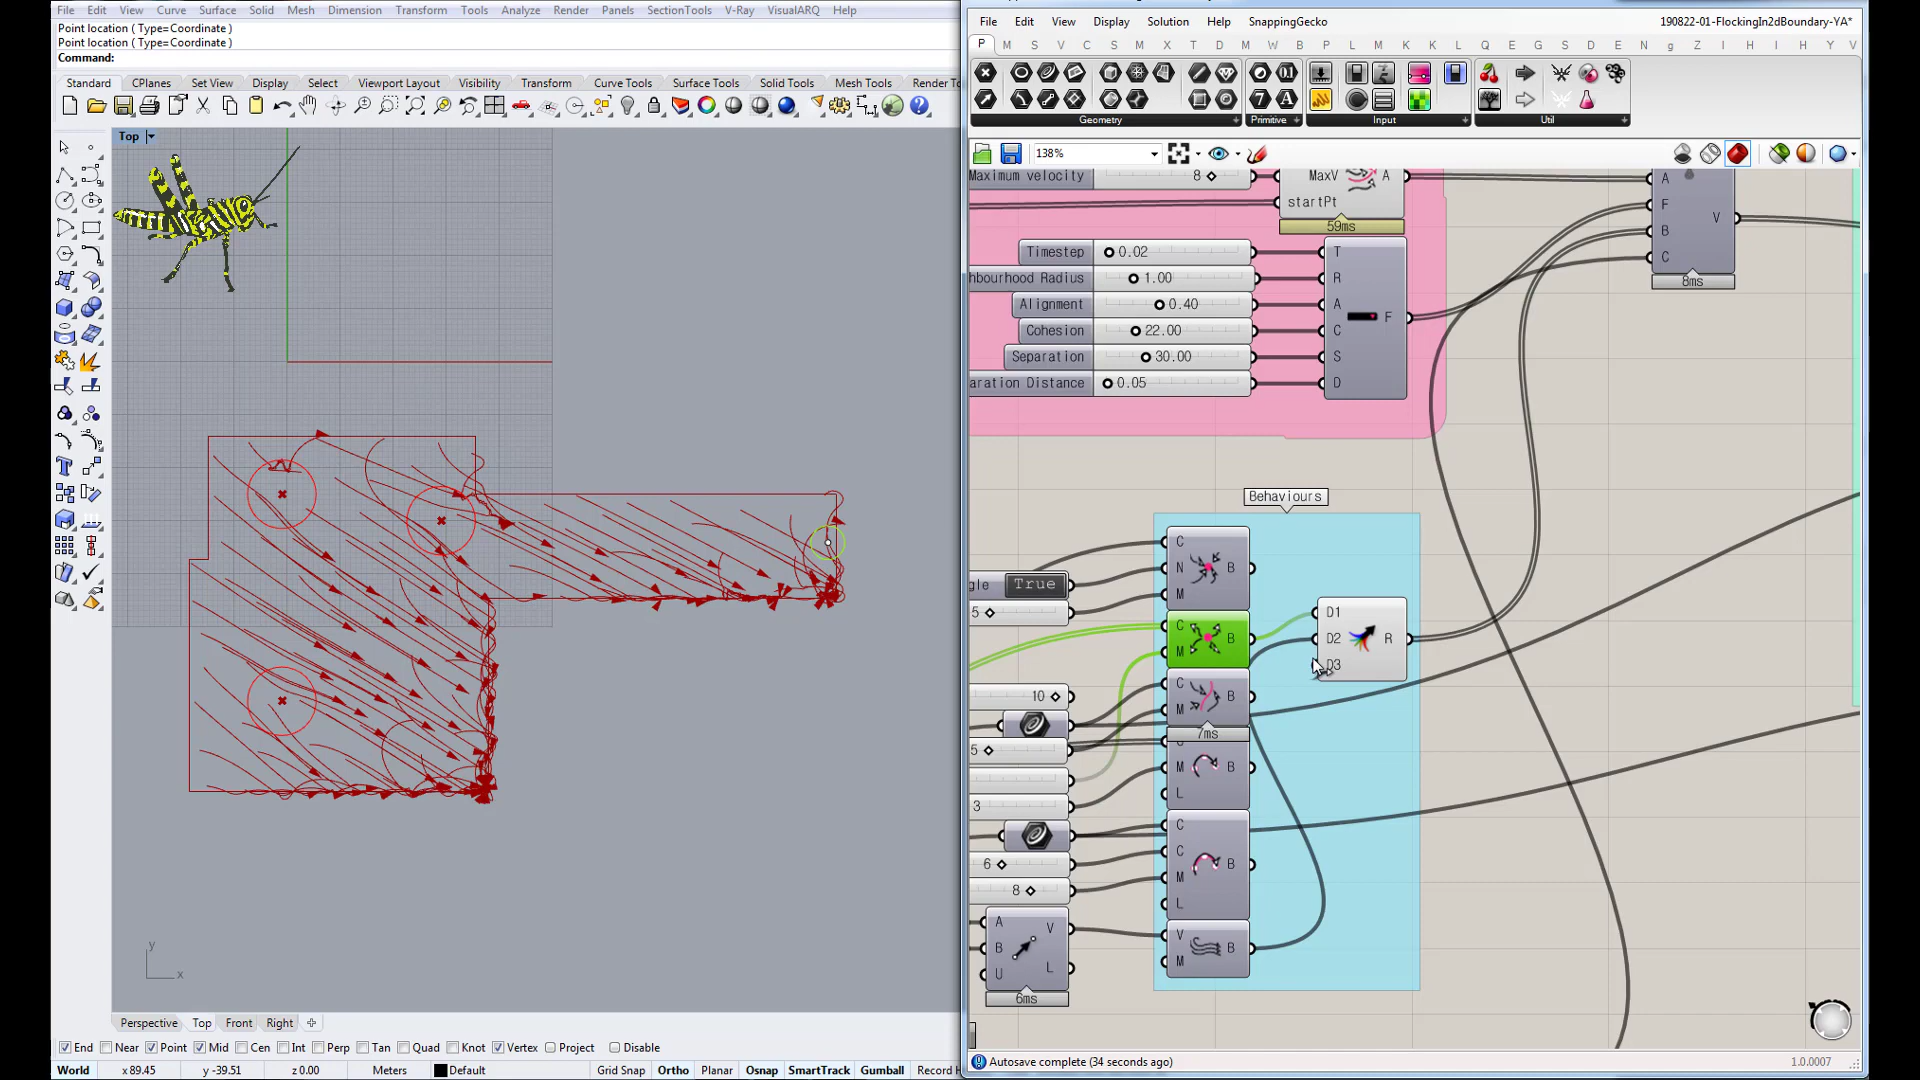 File Edit View Curve Surface Solid Mesh Dimension Transform Tools Analyze Render Panels SectionTools V-Ray VisualARQ Help
Point location ( Type=Coordinate )
Point location ( Type=Coordinate )
Command:
Standard CPlanes Set View Display Select Viewport Layout Visibility Transform Curve Tools Surface Tools Solid Tools Mesh Tools Render To
Top
y
x
Perspective Top Front Right
End Near Point Mid Cen Int Perp Tan Quad Knot Vertex Project Disable
World x 89.45 y -39.51 z 0.00 Meters Default Grid Snap Ortho Planar Osnap SmartTrack Gumball Record H
File Edit View Display Solution Help SnappingGecko 190822-01-FlockingIn2dBoundary-YA*
P M S V C S M X T D M W B P L M K K L Q E S D E N g Z I H I H Y V
Geometry Primitive Input Util
138%
Maximum velocity 8 MaxV A
startPt
59ms
A
F
B
C
V
8ms
Timestep 0.02 T
hbourhood Radius 1.00 R
Alignment 0.40 A
Cohesion 22.00 C F
Separation 30.00 S
aration Distance 0.05 D
Behaviours
C
gle True N B
5 M
C
M B
D1
D2 R
D3
10
C
M B
5
7ms
3 M B
L
C
6 C B
8 M
L
A V
B
U L
6ms
V
M B
Autosave complete (34 seconds ago) 1.0.0007